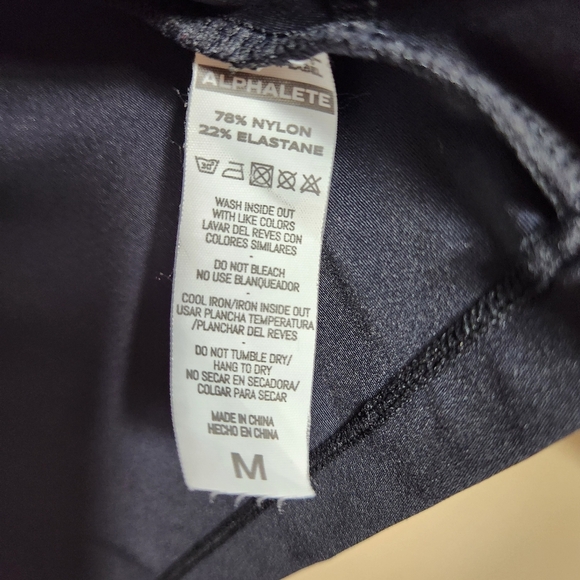 ALPHALETE
78% NYLON
22% ELASTANE
30°
WASH INSIDE OUT
WITH LIKE COLORS
LAVAR DEL REVES CON
COLORES SIMILARES
-
DO NOT BLEACH
NO USE BLANQUEADOR
-
COOL IRON/IRON INSIDE OUT
USAR PLANCHA TEMPERATURA
/PLANCHAR DEL REVES
-
DO NOT TUMBLE DRY/
HANG TO DRY
NO SECAR EN SECADORA/
COLGAR PARA SECAR
-
MADE IN CHINA
HECHO EN CHINA
M